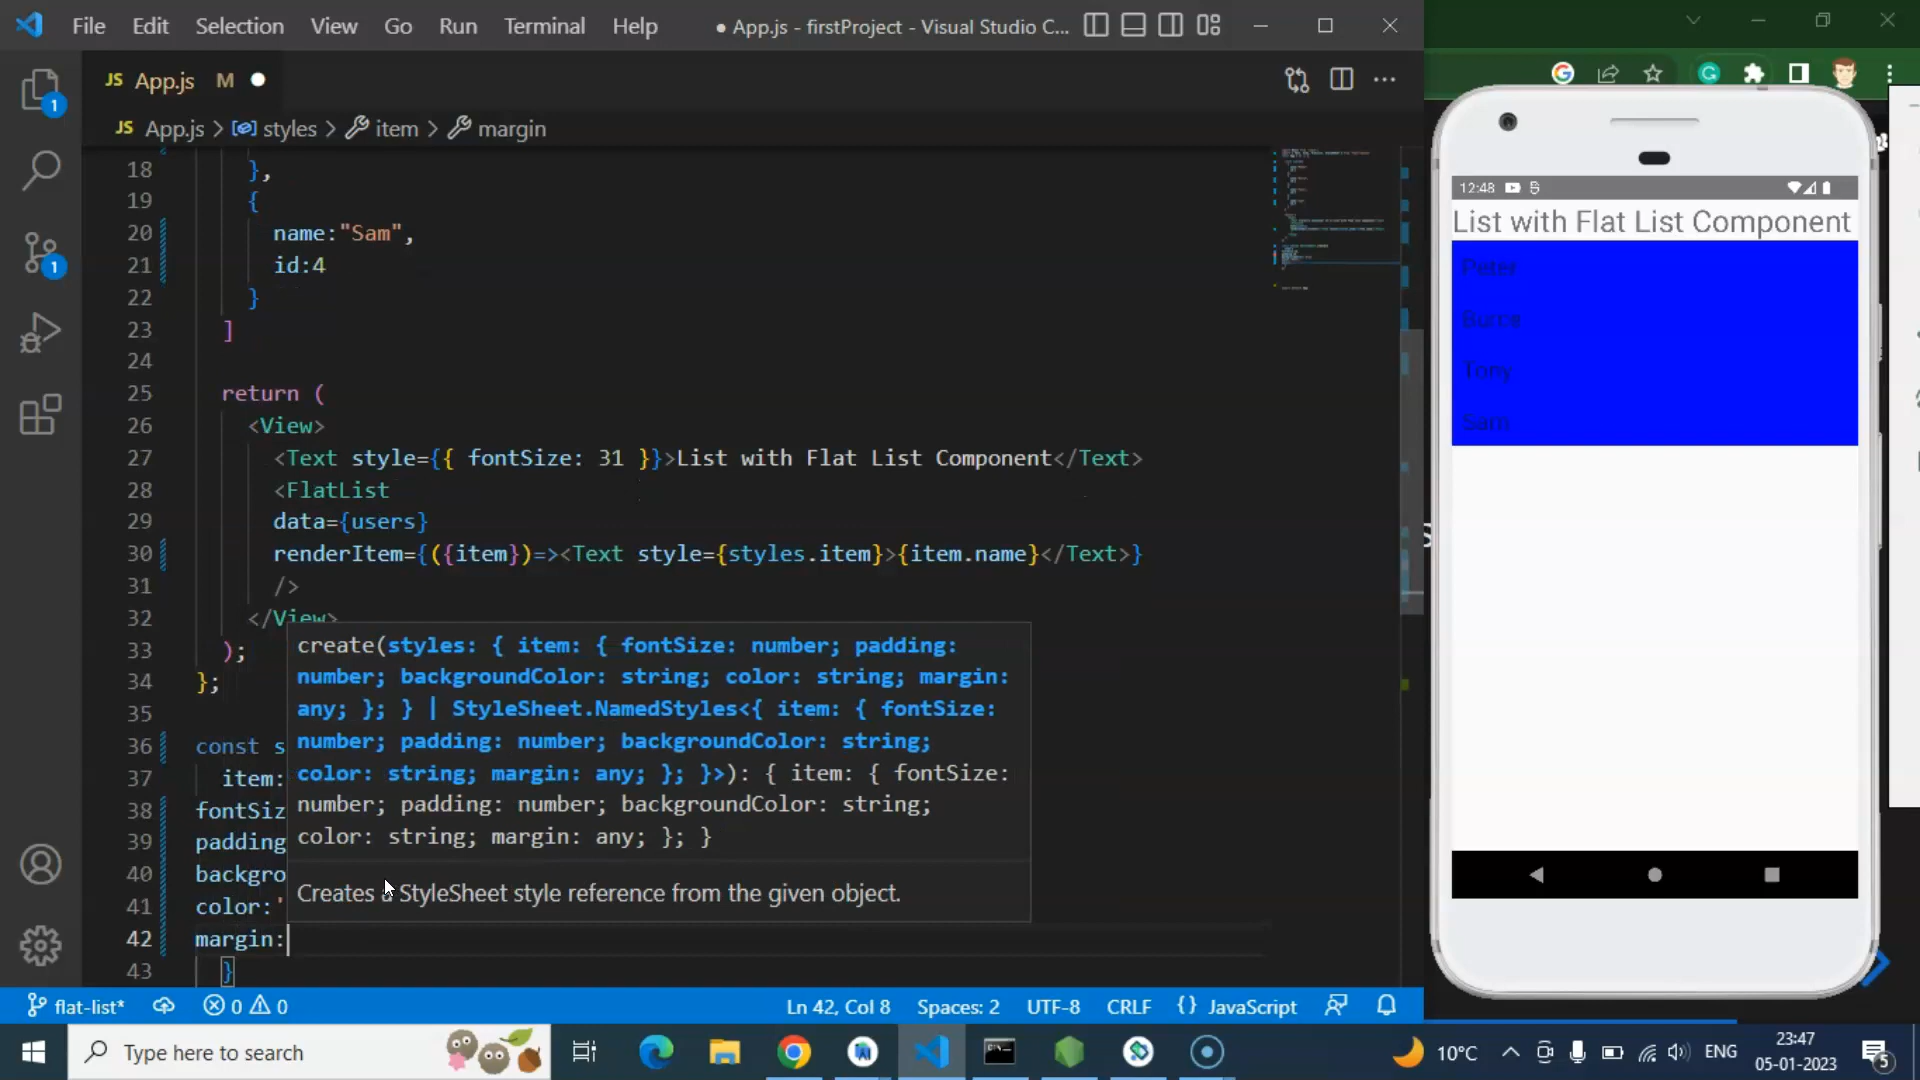 File Edit Selection View Go Run Terminal Help
● App.js - firstProject - Visual Studio C...
JS App.js M
JS App.js > styles > item > margin
18 },
19 {
20 name:"Sam",
21 id:4
22 }
23 ]
24
25 return (
26 <View>
27 <Text style={{ fontSize: 31 }}>List with Flat List Component</Text>
28 <FlatList
29 data={users}
30 renderItem={({item})=><Text style={styles.item}>{item.name}</Text>}
31 />
32 </View>
33 );
34 };
35
36 const s
37 item:
38 fontSiz
39 padding
40 backgro
41 color:'
42 margin:
43 }
create(styles: { item: { fontSize: number; padding:
number; backgroundColor: string; color: string; margin:
any; }; } | StyleSheet.NamedStyles<{ item: { fontSize:
number; padding: number; backgroundColor: string;
color: string; margin: any; }; }>): { item: { fontSize:
number; padding: number; backgroundColor: string;
color: string; margin: any; }; }
Creates a StyleSheet style reference from the given object.
1
1
flat-list* 0 0 Ln 42, Col 8 Spaces: 2 UTF-8 CRLF {} JavaScript
12:48
List with Flat List Component
Peter
Burce
Tony
Sam
Type here to search
10°C ENG
23:47
05-01-2023
5